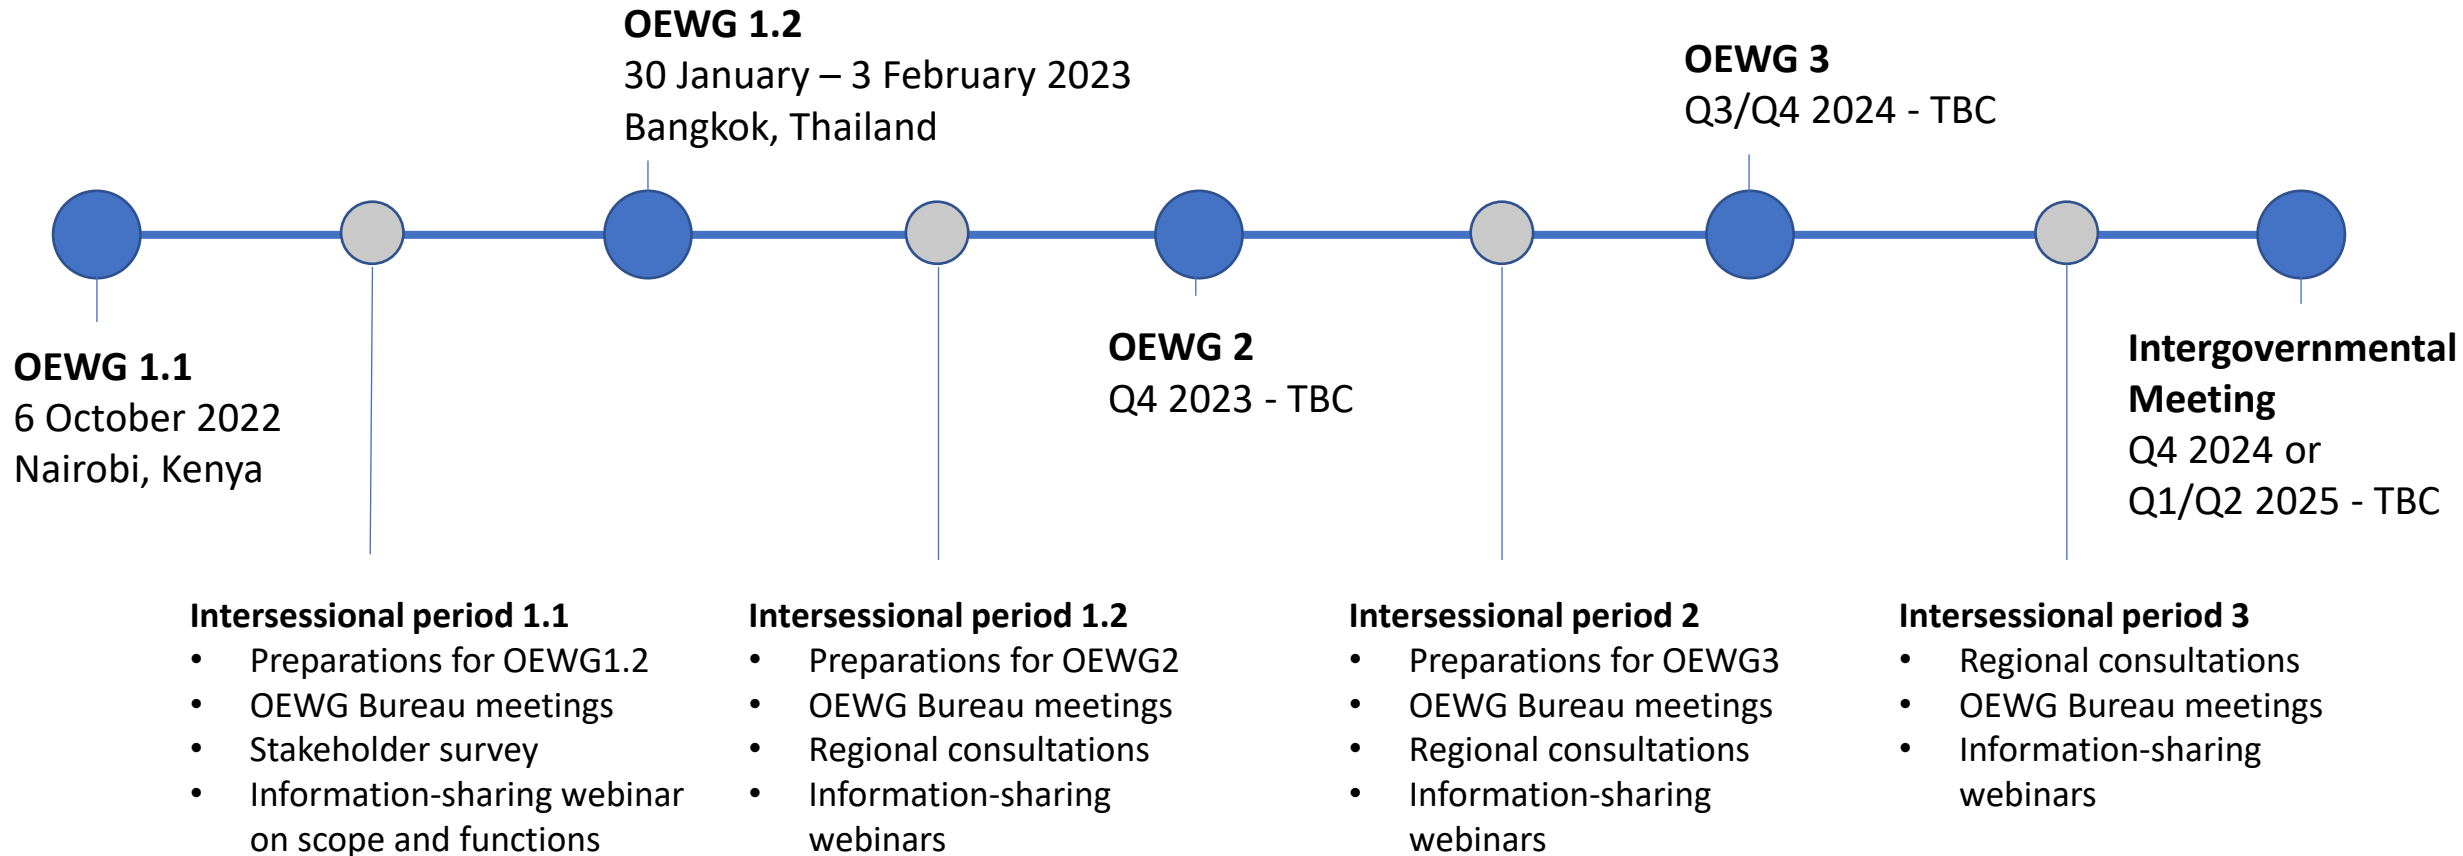 OEWG 1.2
30 January – 3 February 2023
Bangkok, Thailand
OEWG 3
Q3/Q4 2024 - TBC
OEWG 1.1
6 October 2022
Nairobi, Kenya
OEWG 2
Q4 2023 - TBC
Intergovernmental
Meeting
Q4 2024 or
Q1/Q2 2025 - TBC
Intersessional period 1.1
• Preparations for OEWG1.2
• OEWG Bureau meetings
• Stakeholder survey
• Information-sharing webinar
on scope and functions
Intersessional period 1.2
• Preparations for OEWG2
• OEWG Bureau meetings
• Regional consultations
• Information-sharing
webinars
Intersessional period 2
• Preparations for OEWG3
• OEWG Bureau meetings
• Regional consultations
• Information-sharing
webinars
Intersessional period 3
• Regional consultations
• OEWG Bureau meetings
• Information-sharing
webinars